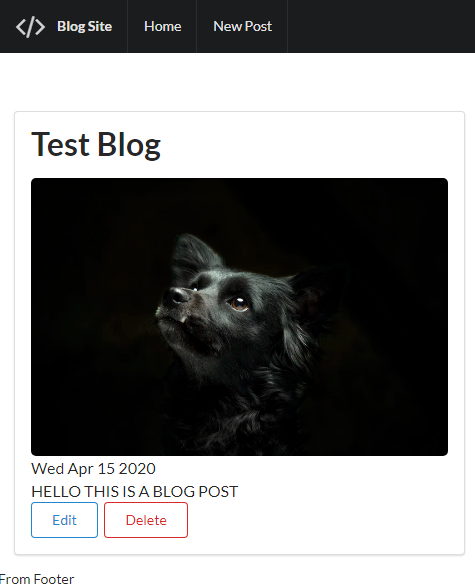 Blog Site Home New Post
Test Blog
Wed Apr 15 2020
HELLO THIS IS A BLOG POST
Edit Delete
From Footer